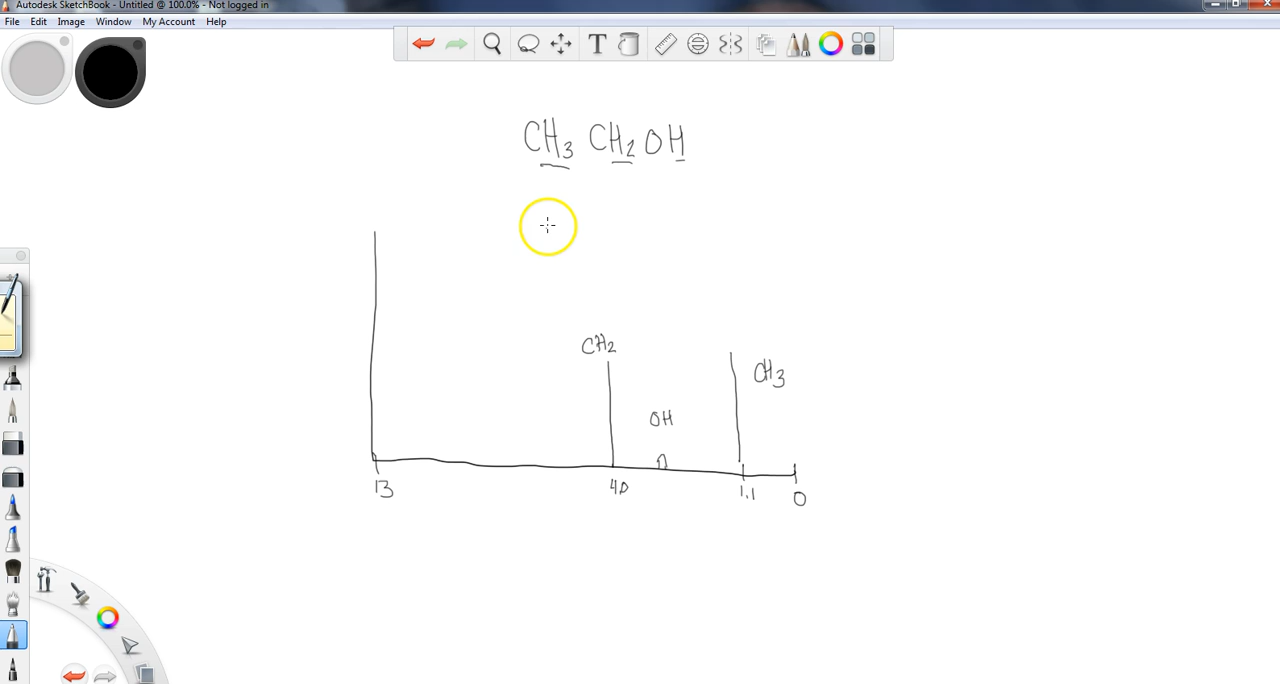 Autodesk SketchBook - Untitled @ 100.0% - Not logged in
File Edit Image Window My Account Help
T
CH3 CH2 OH
CH2
CH3
OH
13 4.0 1.1 0